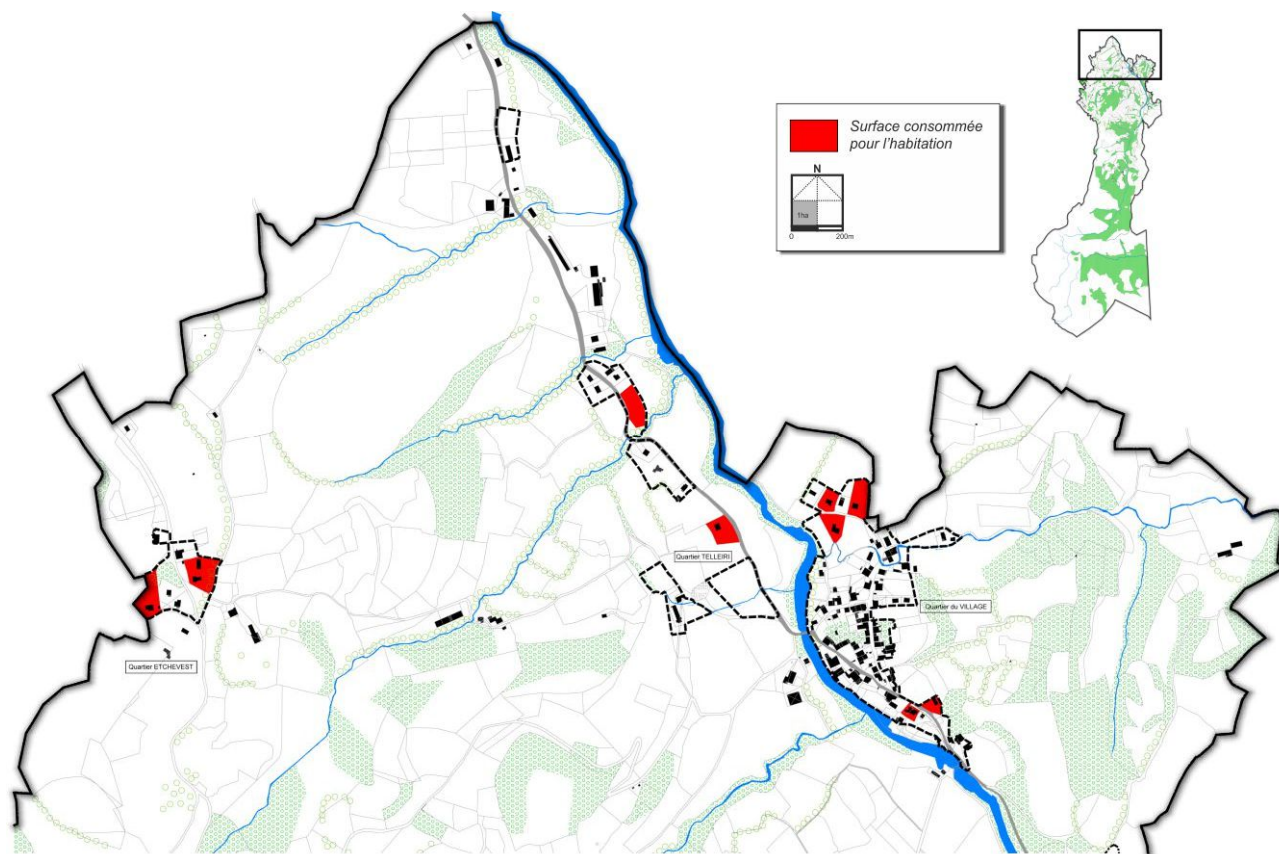 Surface consommée
pour l'habitation
N
1ha
0 200m
Quartier TELLEIRI
Quartier du VILLAGE
Quartier ETCHEVEST